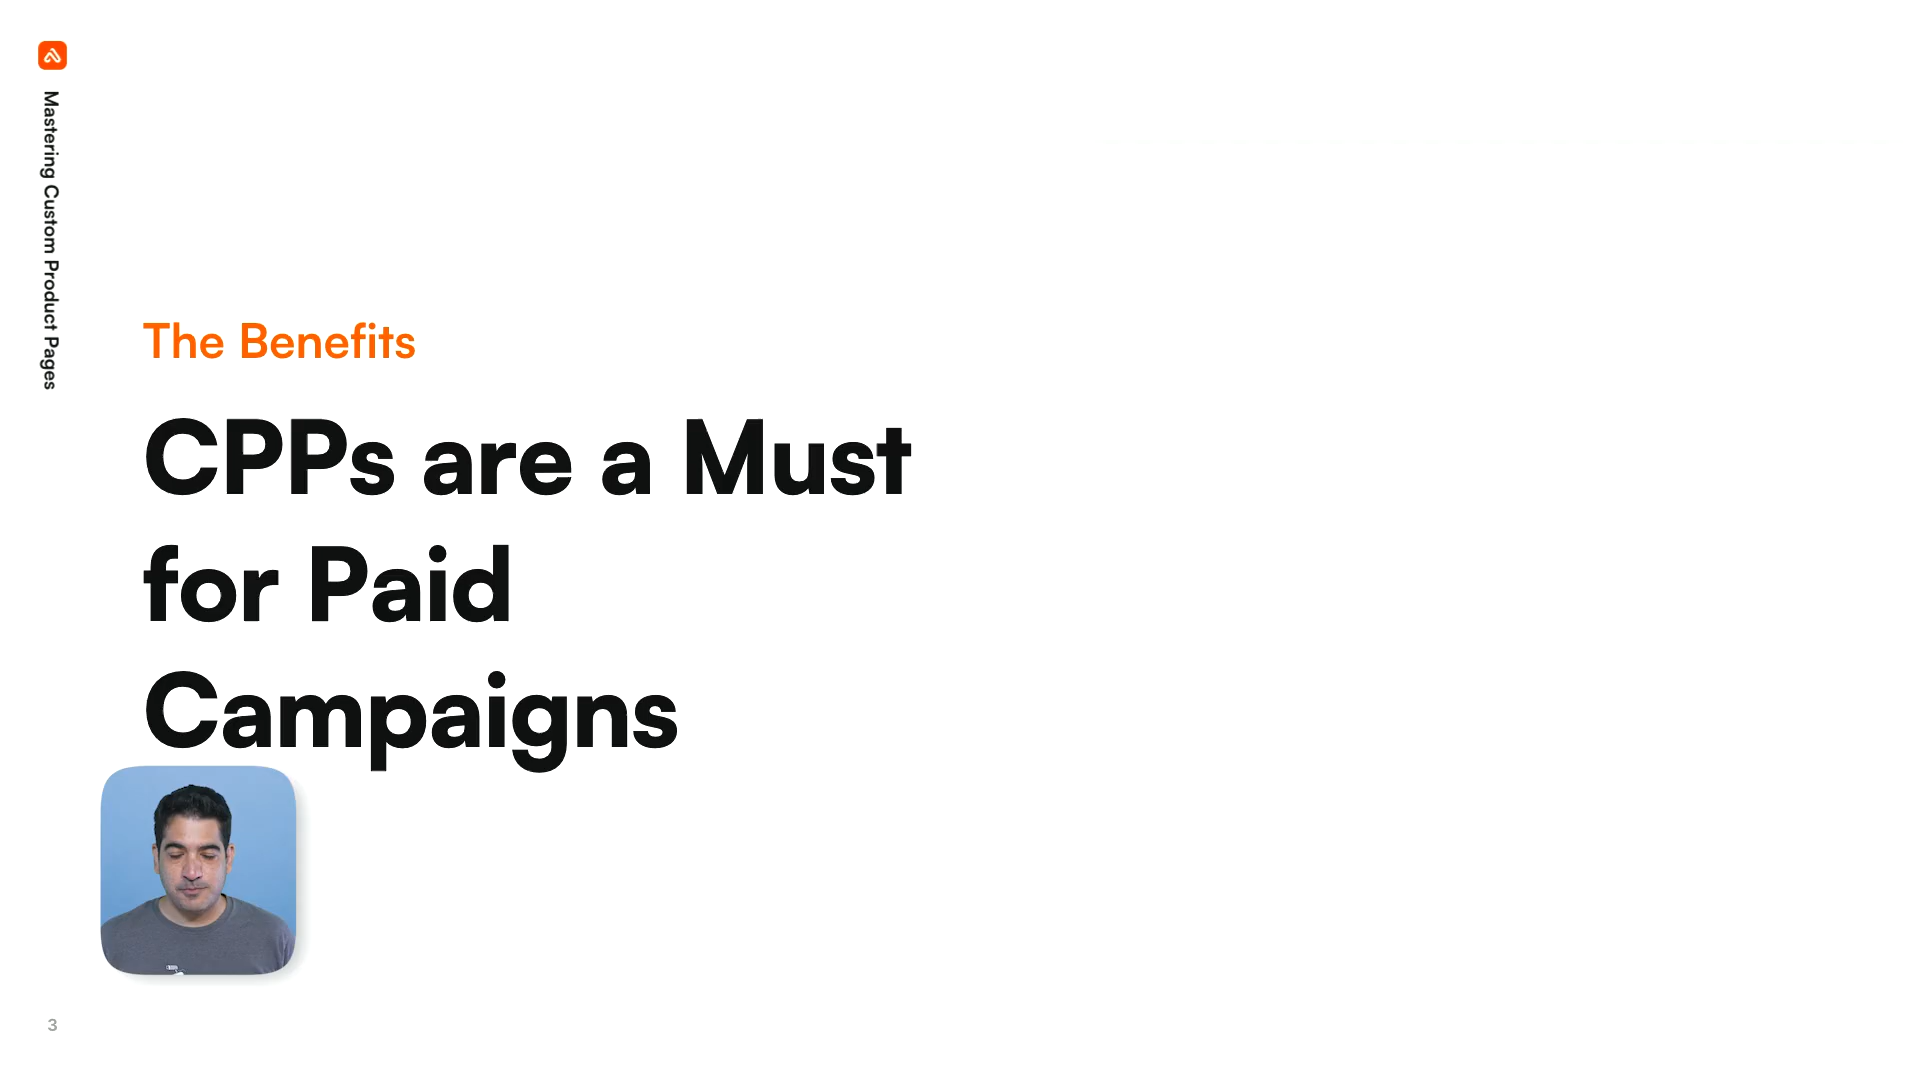 Mastering Custom Product Pages
The Benefits
CPPs are a Must
for Paid
Campaigns
3